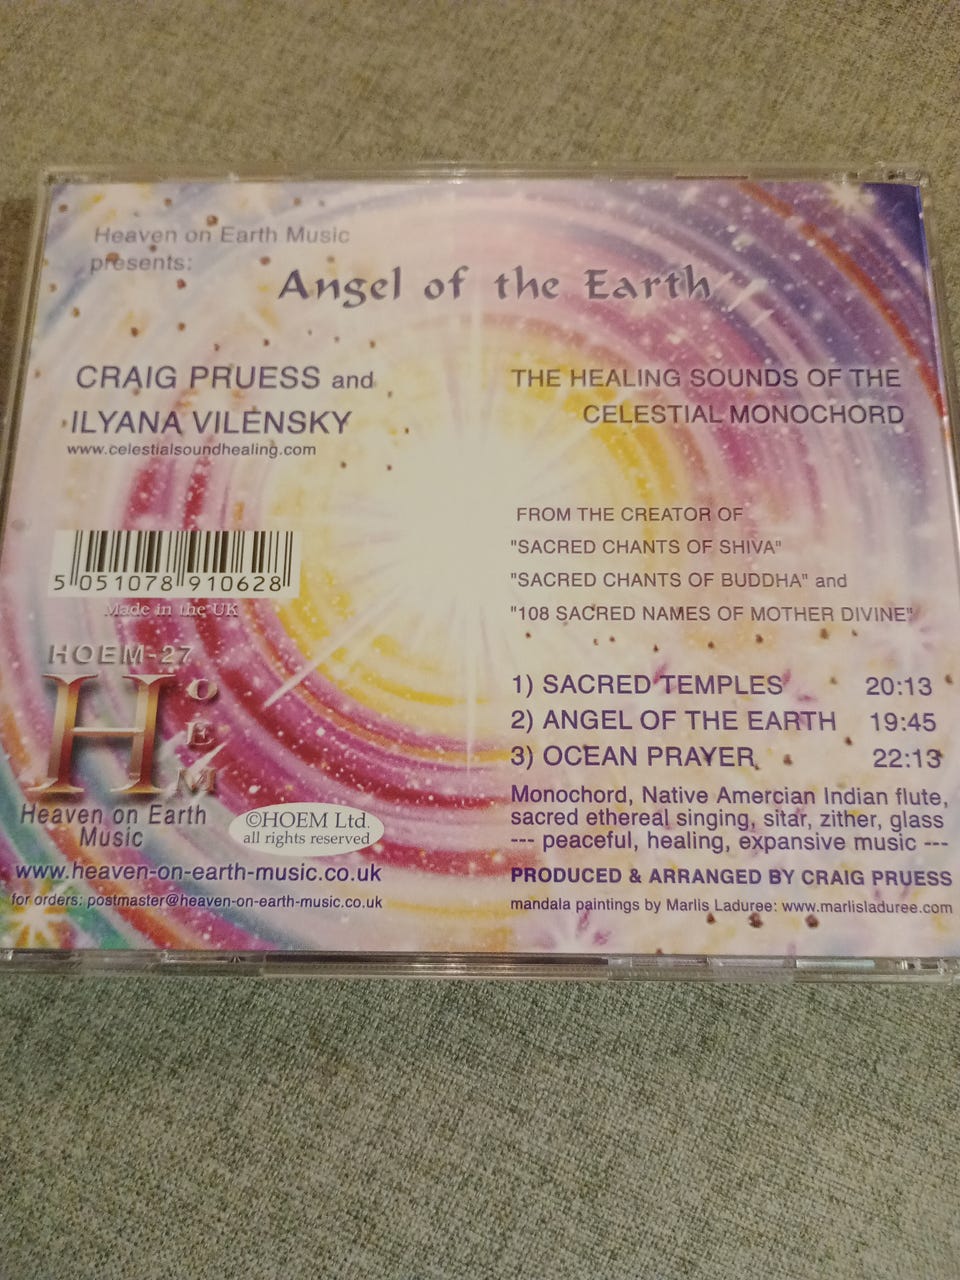 Heaven on Earth Music
presents:
Angel of the Earth
CRAIG PRUESS and
ILYANA VILENSKY
www.celestialsoundhealing.com
THE HEALING SOUNDS OF THE
CELESTIAL MONOCHORD
FROM THE CREATOR OF
"SACRED CHANTS OF SHIVA"
"SACRED CHANTS OF BUDDHA" and
"108 SACRED NAMES OF MOTHER DIVINE"
5 051078 910628
Made in the UK
HOEM-27
HOEM
Heaven on Earth
Music
©HOEM Ltd.
all rights reserved
www.heaven-on-earth-music.co.uk
for orders: postmaster@heaven-on-earth-music.co.uk
1) SACRED TEMPLES 20:13
2) ANGEL OF THE EARTH 19:45
3) OCEAN PRAYER 22:13
Monochord, Native Amercian Indian flute,
sacred ethereal singing, sitar, zither, glass
--- peaceful, healing, expansive music ---
PRODUCED & ARRANGED BY CRAIG PRUESS
mandala paintings by Marlis Laduree: www.marlisladuree.com